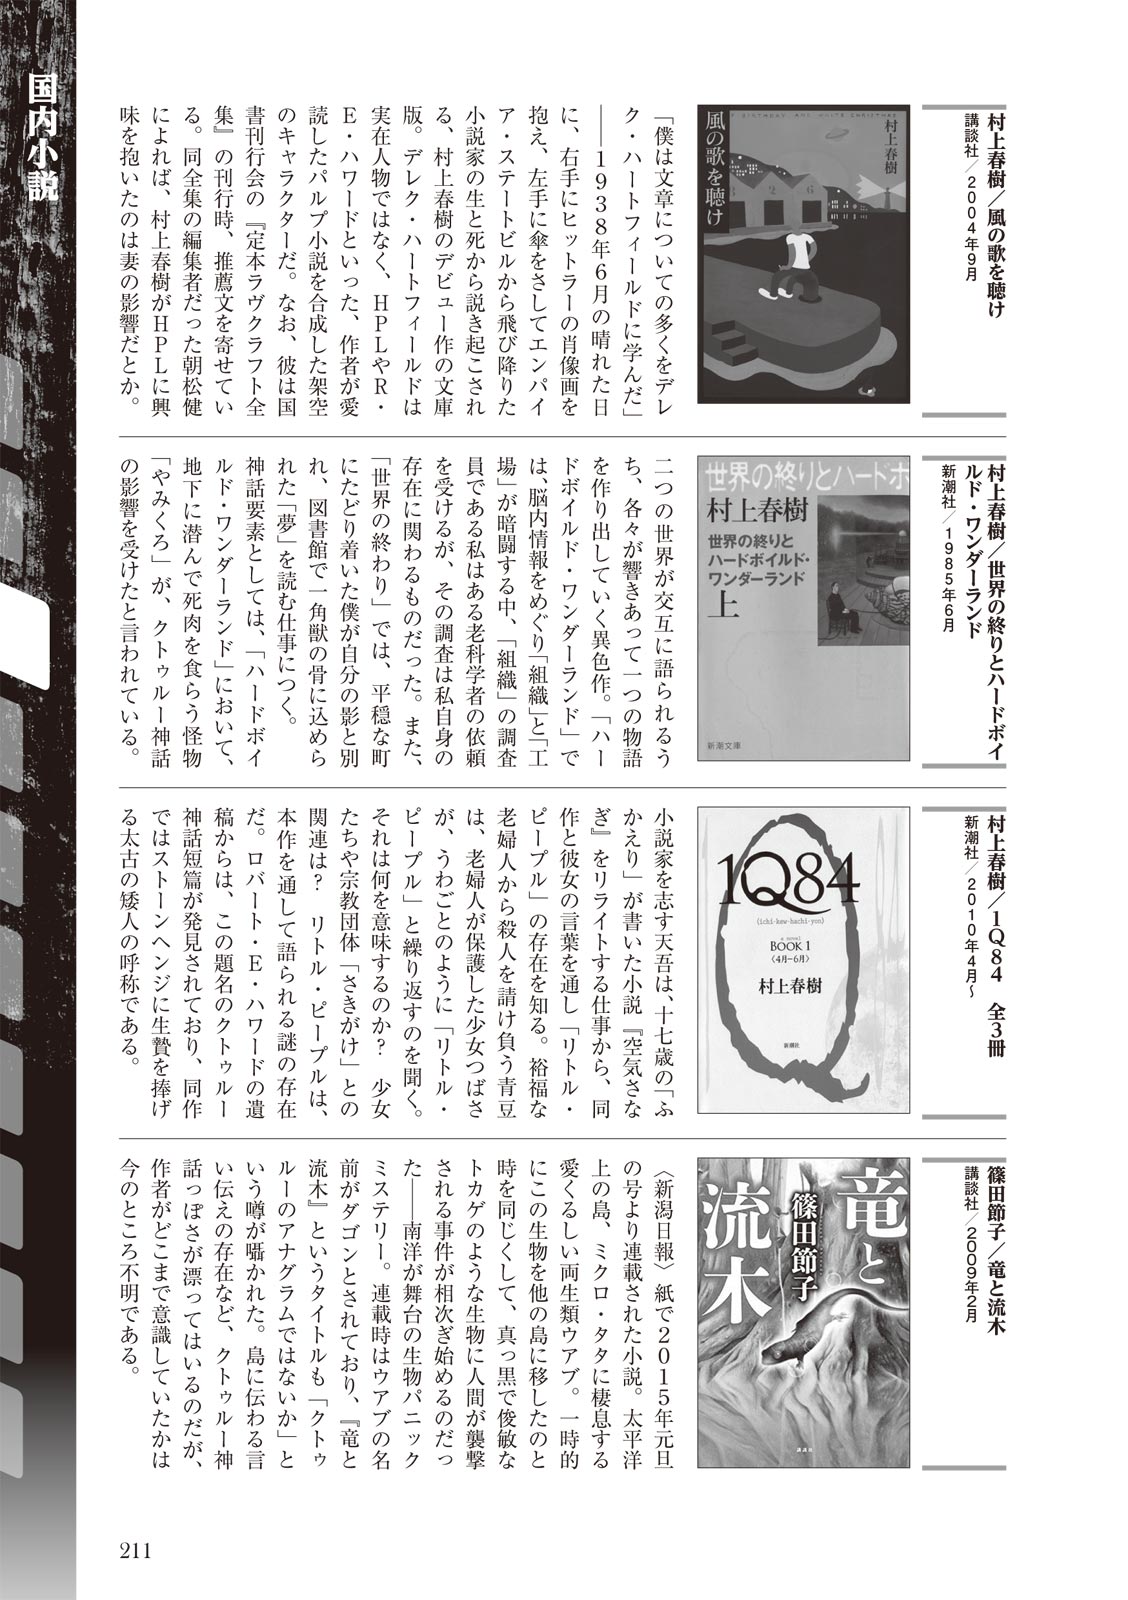 国内小説
村上春樹／風の歌を聴け
講談社／2004年9月
村上春樹
風の歌を聴け
「僕は文章についての多くをデレ
ク・ハートフィールドに学んだ」
――1938年6月の晴れた日
に、右手にヒットラーの肖像画を
抱え、左手に傘をさしてエンパイ
ア・ステートビルから飛び降りた
小説家の生と死から説き起こされ
る、村上春樹のデビュー作の文庫
版。デレク・ハートフィールドは
実在人物ではなく、HPLやR・
E・ハワードといった、作者が愛
読したパルプ小説を合成した架空
のキャラクターだ。なお、彼は国
書刊行会の『定本ラヴクラフト全
集』の刊行時、推薦文を寄せてい
る。同全集の編集者だった朝松健
によれば、村上春樹がHPLに興
味を抱いたのは妻の影響だとか。
村上春樹／世界の終りとハードボイ
ルド・ワンダーランド
新潮社／1985年6月
世界の終りとハードボ
村上春樹
世界の終りと
ハードボイルド・
ワンダーランド
上
新潮文庫
二つの世界が交互に語られるう
ち、各々が響きあって一つの物語
を作り出していく異色作。「ハー
ドボイルド・ワンダーランド」で
は、脳内情報をめぐり「組織」と「工
場」が暗闘する中、「組織」の調査
員である私はある老科学者の依頼
を受けるが、その調査は私自身の
存在に関わるものだった。また、
「世界の終わり」では、平穏な町
にたどり着いた僕が自分の影と別
れ、図書館で一角獣の骨に込めら
れた「夢」を読む仕事につく。
神話要素としては、「ハードボイ
ルド・ワンダーランド」において、
地下に潜んで死肉を食らう怪物
「やみくろ」が、クトゥルー神話
の影響を受けたと言われている。
村上春樹／1Q84　全3冊
新潮社／2010年4月～
1Q84
(ichi-kew-hachi-yon)
a novel
BOOK 1
〈4月－6月〉
村上春樹
新潮社
小説家を志す天吾は、十七歳の「ふ
かえり」が書いた小説『空気さな
ぎ』をリライトする仕事から、同
作と彼女の言葉を通し「リトル・
ピープル」の存在を知る。裕福な
老婦人から殺人を請け負う青豆
は、老婦人が保護した少女つばさ
が、うわごとのように「リトル・
ピープル」と繰り返すのを聞く。
それは何を意味するのか？　少女
たちや宗教団体「さきがけ」との
関連は？　リトル・ピープルは、
本作を通して語られる謎の存在
だ。ロバート・E・ハワードの遺
稿からは、この題名のクトゥルー
神話短篇が発見されており、同作
ではストーンヘンジに生贄を捧げ
る太古の矮人の呼称である。
篠田節子／竜と流木
講談社／2009年2月
竜と
流木
篠田節子
講談社
〈新潟日報〉紙で2015年元旦
の号より連載された小説。太平洋
上の島、ミクロ・タタに棲息する
愛くるしい両生類ウアブ。一時的
にこの生物を他の島に移したのと
時を同じくして、真っ黒で俊敏な
トカゲのような生物に人間が襲撃
される事件が相次ぎ始めるのだっ
た――南洋が舞台の生物パニック
ミステリー。連載時はウアブの名
前がダゴンとされており、『竜と
流木』というタイトルも「クトゥ
ルーのアナグラムではないか」と
いう噂が囁かれた。島に伝わる言
い伝えの存在など、クトゥルー神
話っぽさが漂ってはいるのだが、
作者がどこまで意識していたかは
今のところ不明である。
211